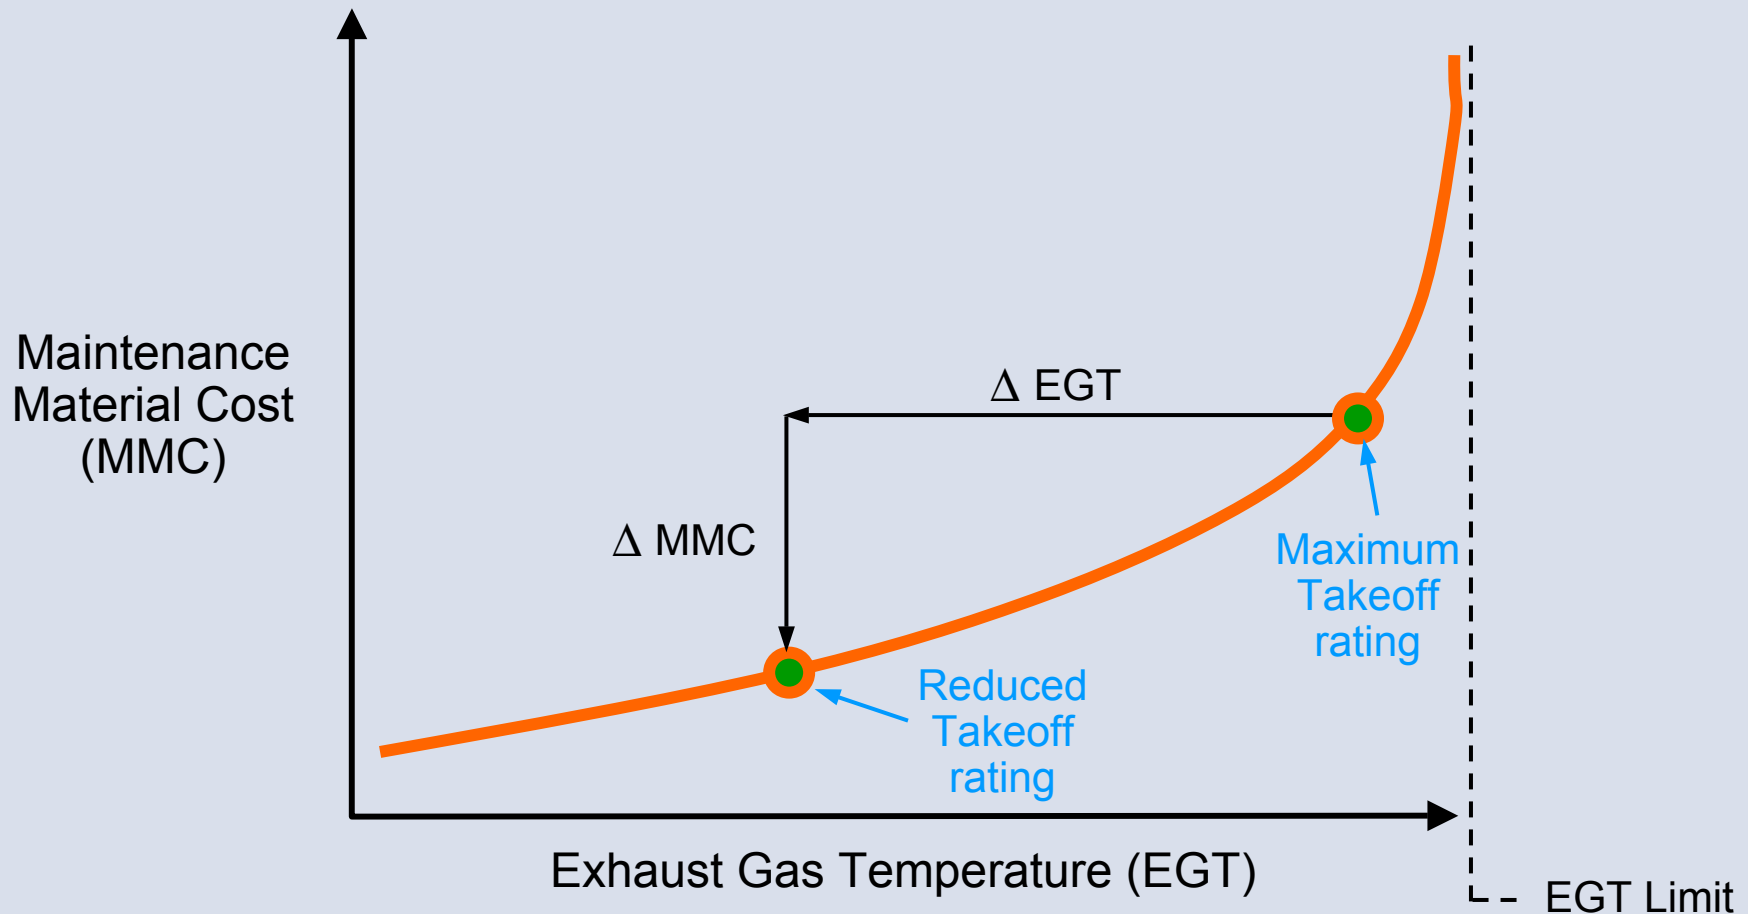 Maintenance
Material Cost
(MMC)
Δ EGT
Δ MMC
Maximum
Takeoff
rating
Reduced
Takeoff
rating
Exhaust Gas Temperature (EGT)
EGT Limit